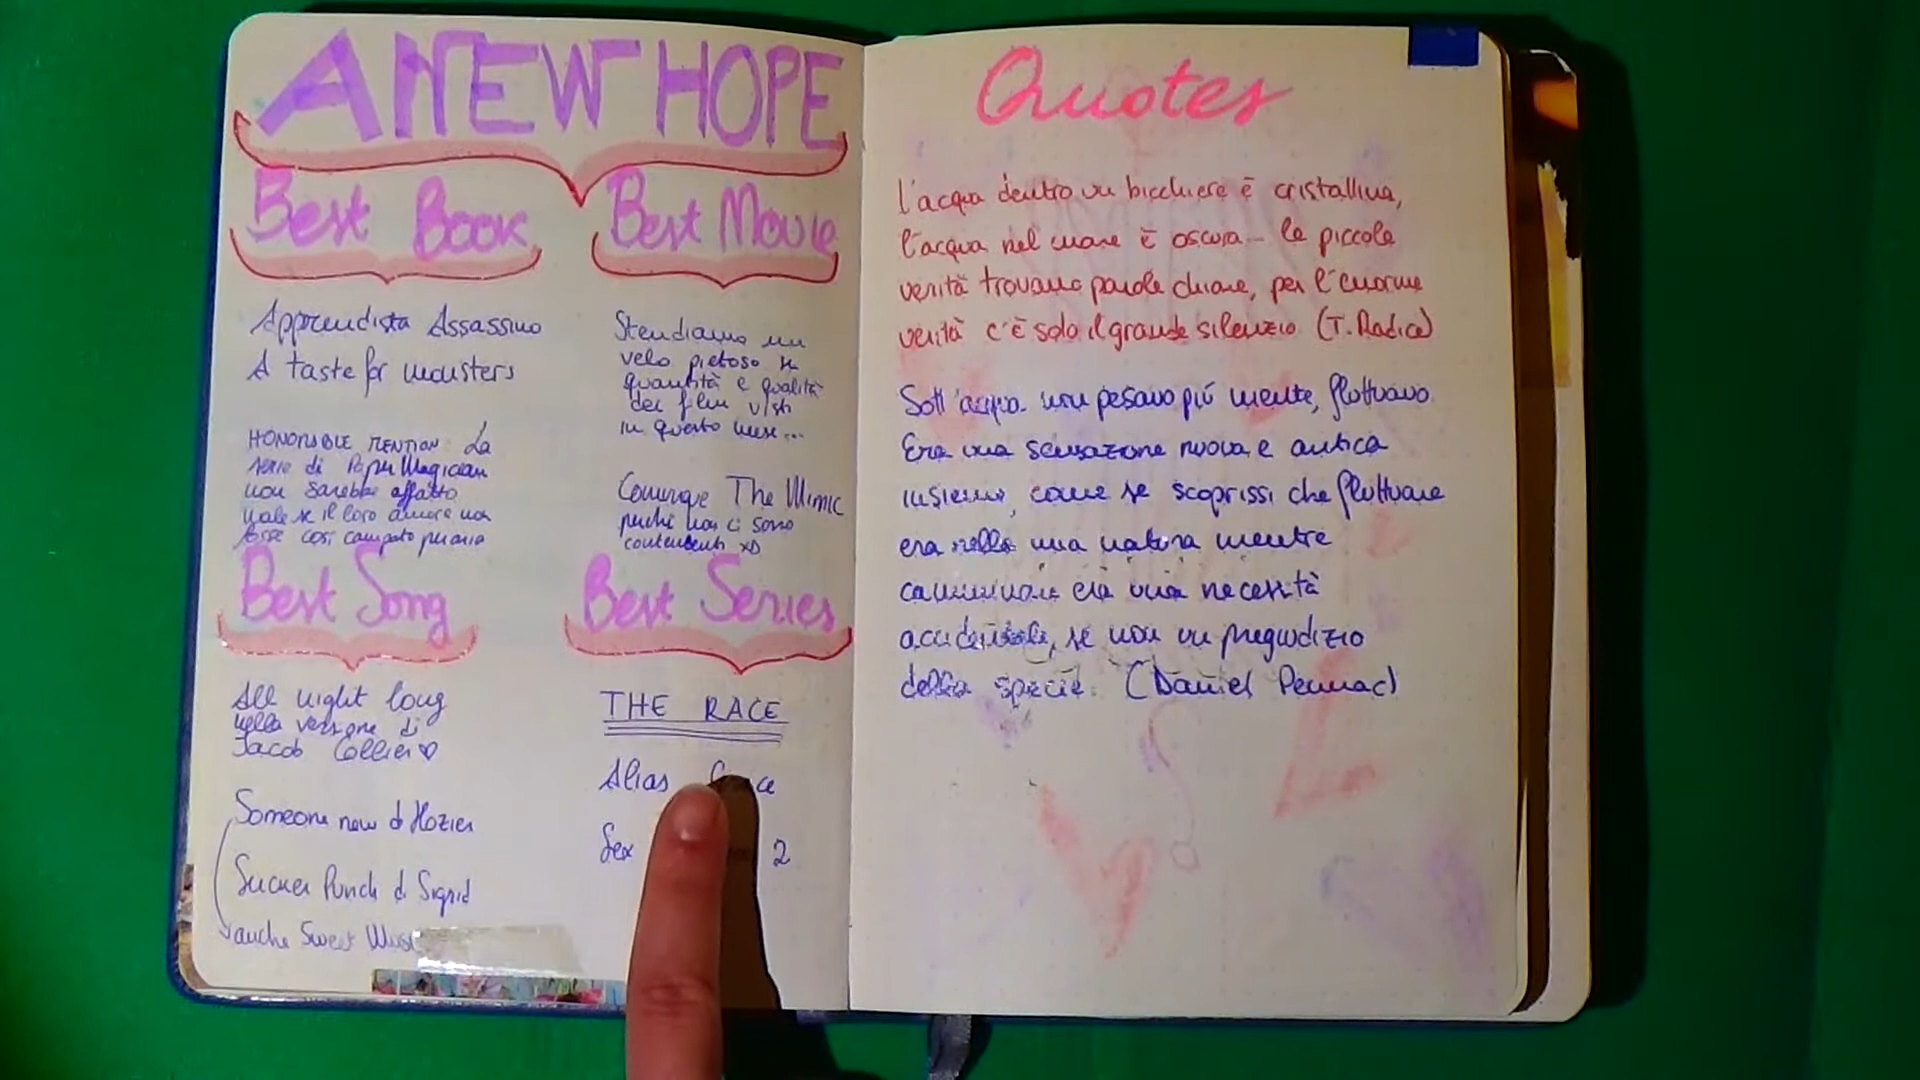 A NEW HOPE
Best Book
Apprendista Assassino
A taste for monsters
HONORABLE MENTION: La
serie di Paper Magician
non sarebbe affatto
male se il loro amore non
fosse così campato per aria
Best Movie
Stendiamo un
velo pietoso su
quantità e qualità
dei film visti
in questo mese...
Comunque The Mimic
perché non ci sono
contendenti xD
Best Song
All night long
nella versione di
Jacob Collier ♡
Someone new di Hozier
Sucker Punch di Sigrid
anche Sweet
Best Series
THE RACE
Alias
Sex 2
Quotes
l'acqua dentro un bicchiere è cristallina,
l'acqua nel mare è oscura... le piccole
verità trovano parole chiare, per l'enorme
verità c'è solo il grande silenzio. (T. Radice)
Sott'acqua non pesavo più niente, fluttuavo.
Era una sensazione nuova e antica
insieme, come se scoprissi che fluttuare
era nella mia natura mentre
camminare era una necessità
accidentale, se non un pregiudizio
della specie. (Daniel Pennac)